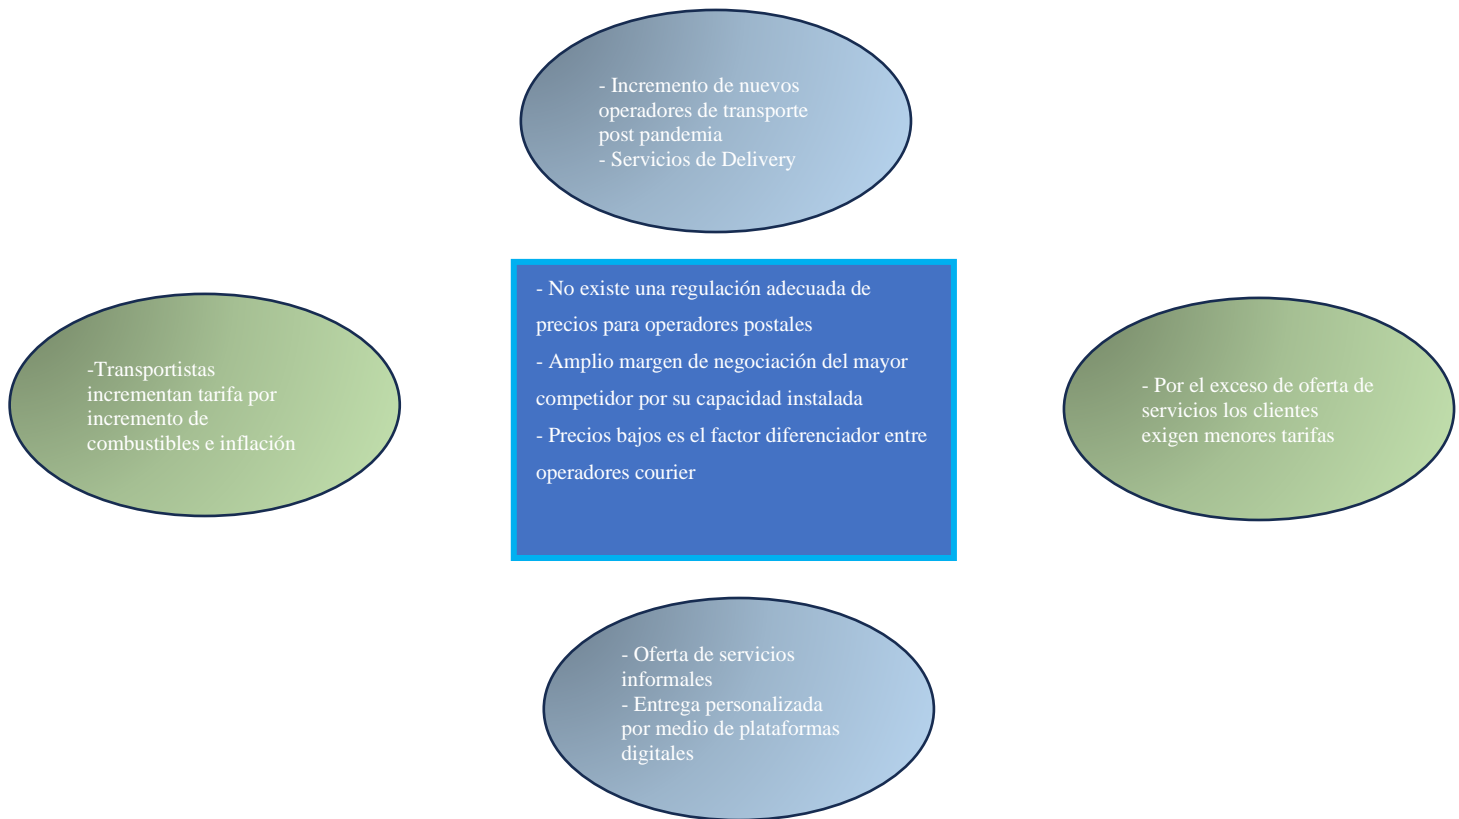 - Incremento de nuevos
operadores de transporte
post pandemia
- Servicios de Delivery
- No existe una regulación adecuada de
precios para operadores postales
- Amplio margen de negociación del mayor
competidor por su capacidad instalada
- Precios bajos es el factor diferenciador entre
operadores courier
-Transportistas
incrementan tarifa por
incremento de
combustibles e inflación
- Por el exceso de oferta de
servicios los clientes
exigen menores tarifas
- Oferta de servicios
informales
- Entrega personalizada
por medio de plataformas
digitales